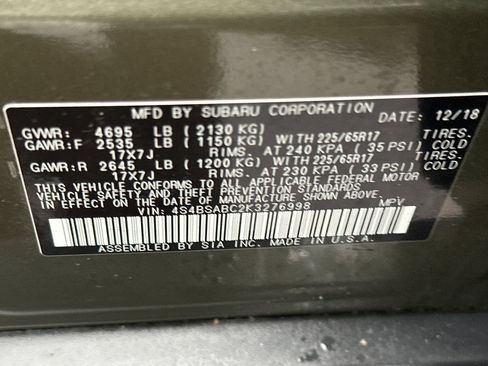 MFD BY SUBARU CORPORATION DATE: 12/18
GVWR: 4695 LB (2130 KG)
GAWR:F 2535 LB (1150 KG) WITH 225/65R17 TIRES.
17X7J RIMS. AT 240 KPA (35 PSI) COLD
GAWR:R 2645 LB (1200 KG) WITH 225/65R17 TIRES.
17X7J RIMS. AT 230 KPA (33 PSI) COLD
THIS VEHICLE CONFORMS TO ALL APPLICABLE FEDERAL MOTOR
VEHICLE SAFETY AND THEFT PREVENTION STANDARDS
IN EFFECT ON THE DATE OF MANUFACTURE SHOWN ABOVE.
VIN: 4S4BSABC2K3276998 MPV
ASSEMBLED BY SIA INC. MADE IN U.S.A.